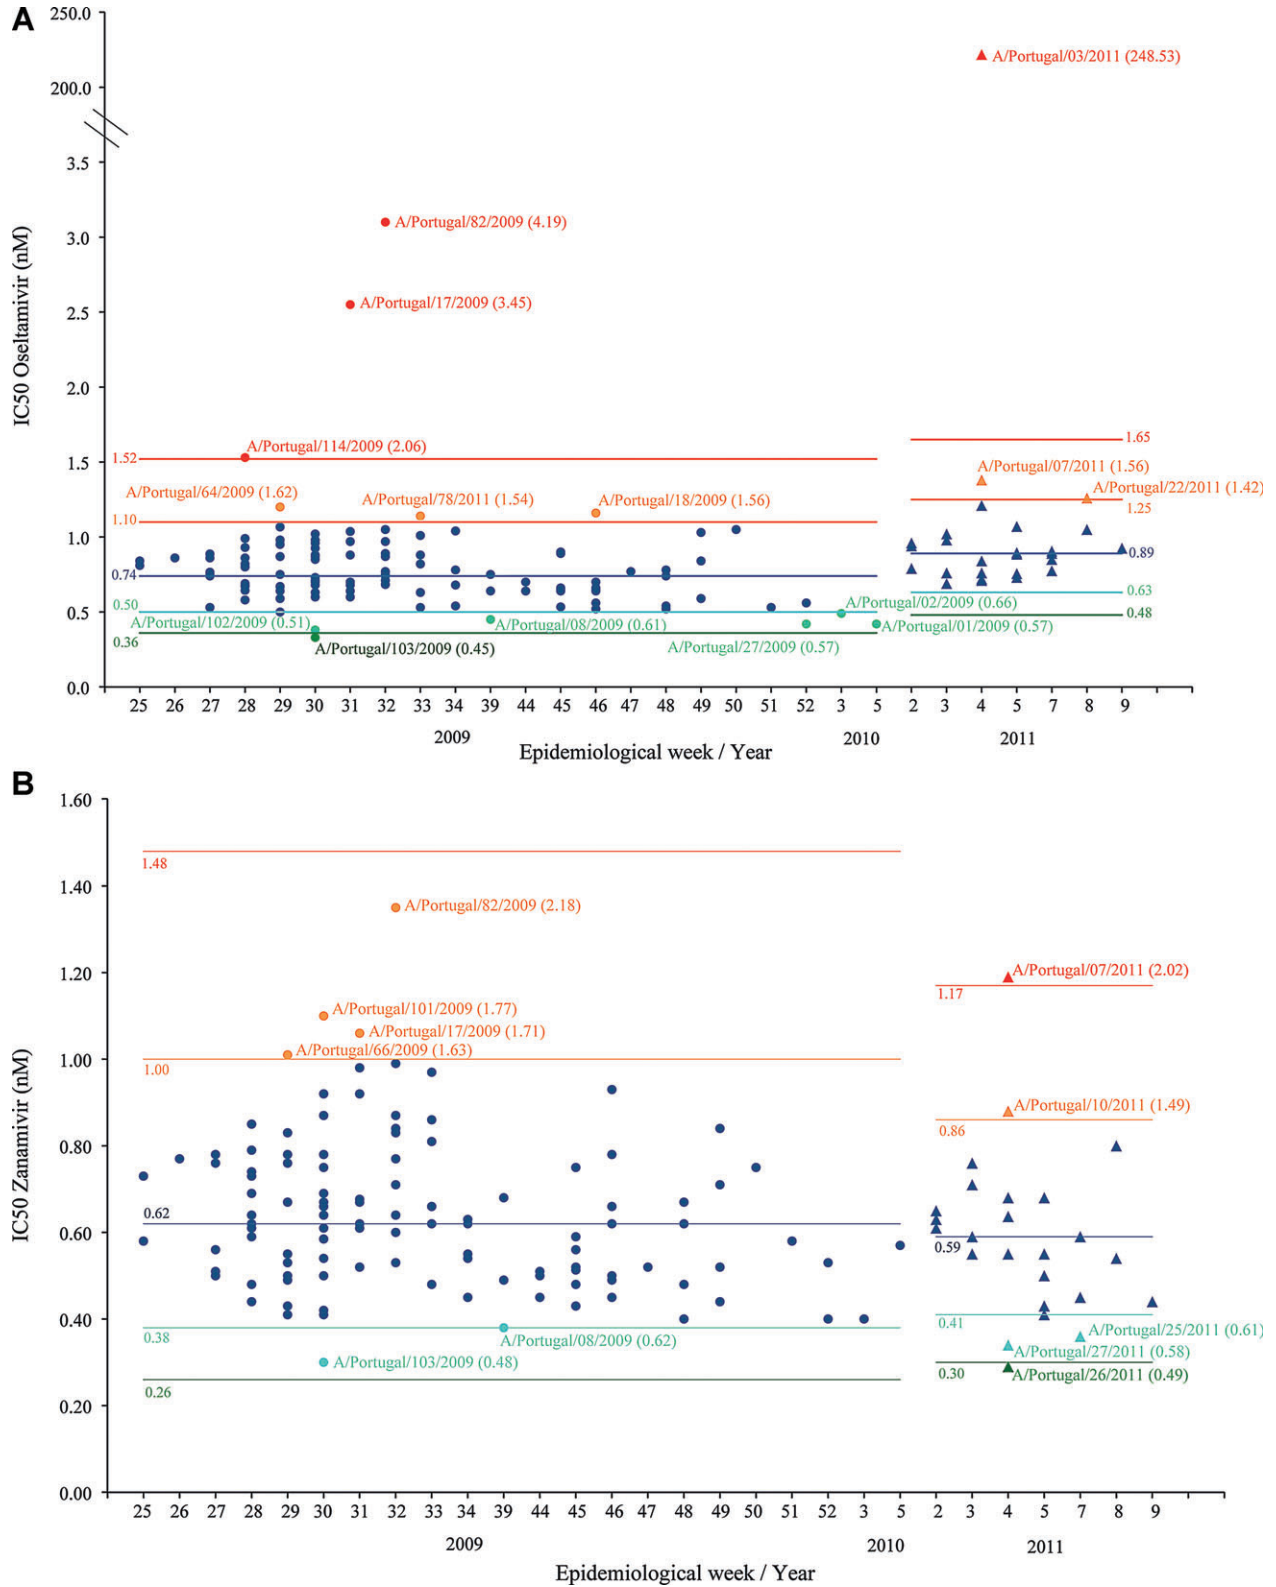 A
250.0
200.0
3.5
3.0
2.5
2.0
1.5
1.0
0.5
0.0
IC50 Oseltamivir (nM)
A/Portugal/03/2011 (248.53)
A/Portugal/82/2009 (4.19)
A/Portugal/17/2009 (3.45)
A/Portugal/114/2009 (2.06)
1.52
1.65
A/Portugal/07/2011 (1.56)
A/Portugal/64/2009 (1.62)
A/Portugal/78/2011 (1.54)
A/Portugal/18/2009 (1.56)
A/Portugal/22/2011 (1.42)
1.10
1.25
0.89
0.74
0.63
0.50
A/Portugal/02/2009 (0.66)
0.48
A/Portugal/102/2009 (0.51)
A/Portugal/08/2009 (0.61)
A/Portugal/01/2009 (0.57)
0.36
A/Portugal/103/2009 (0.45)
A/Portugal/27/2009 (0.57)
25 26 27 28 29 30 31 32 33 34 39 44 45 46 47 48 49 50 51 52 3 5 2 3 4 5 7 8 9
2009 2010 2011
Epidemiological week / Year
B
1.60
1.40
1.20
1.00
0.80
0.60
0.40
0.20
0.00
IC50 Zanamivir (nM)
1.48
A/Portugal/82/2009 (2.18)
A/Portugal/07/2011 (2.02)
1.17
A/Portugal/101/2009 (1.77)
A/Portugal/17/2009 (1.71)
A/Portugal/66/2009 (1.63)
1.00
A/Portugal/10/2011 (1.49)
0.86
0.62
0.59
0.41
0.38
A/Portugal/08/2009 (0.62)
A/Portugal/25/2011 (0.61)
A/Portugal/27/2011 (0.58)
A/Portugal/103/2009 (0.48)
0.30
A/Portugal/26/2011 (0.49)
0.26
25 26 27 28 29 30 31 32 33 34 39 44 45 46 47 48 49 50 51 52 3 5 2 3 4 5 7 8 9
2009 2010 2011
Epidemiological week / Year